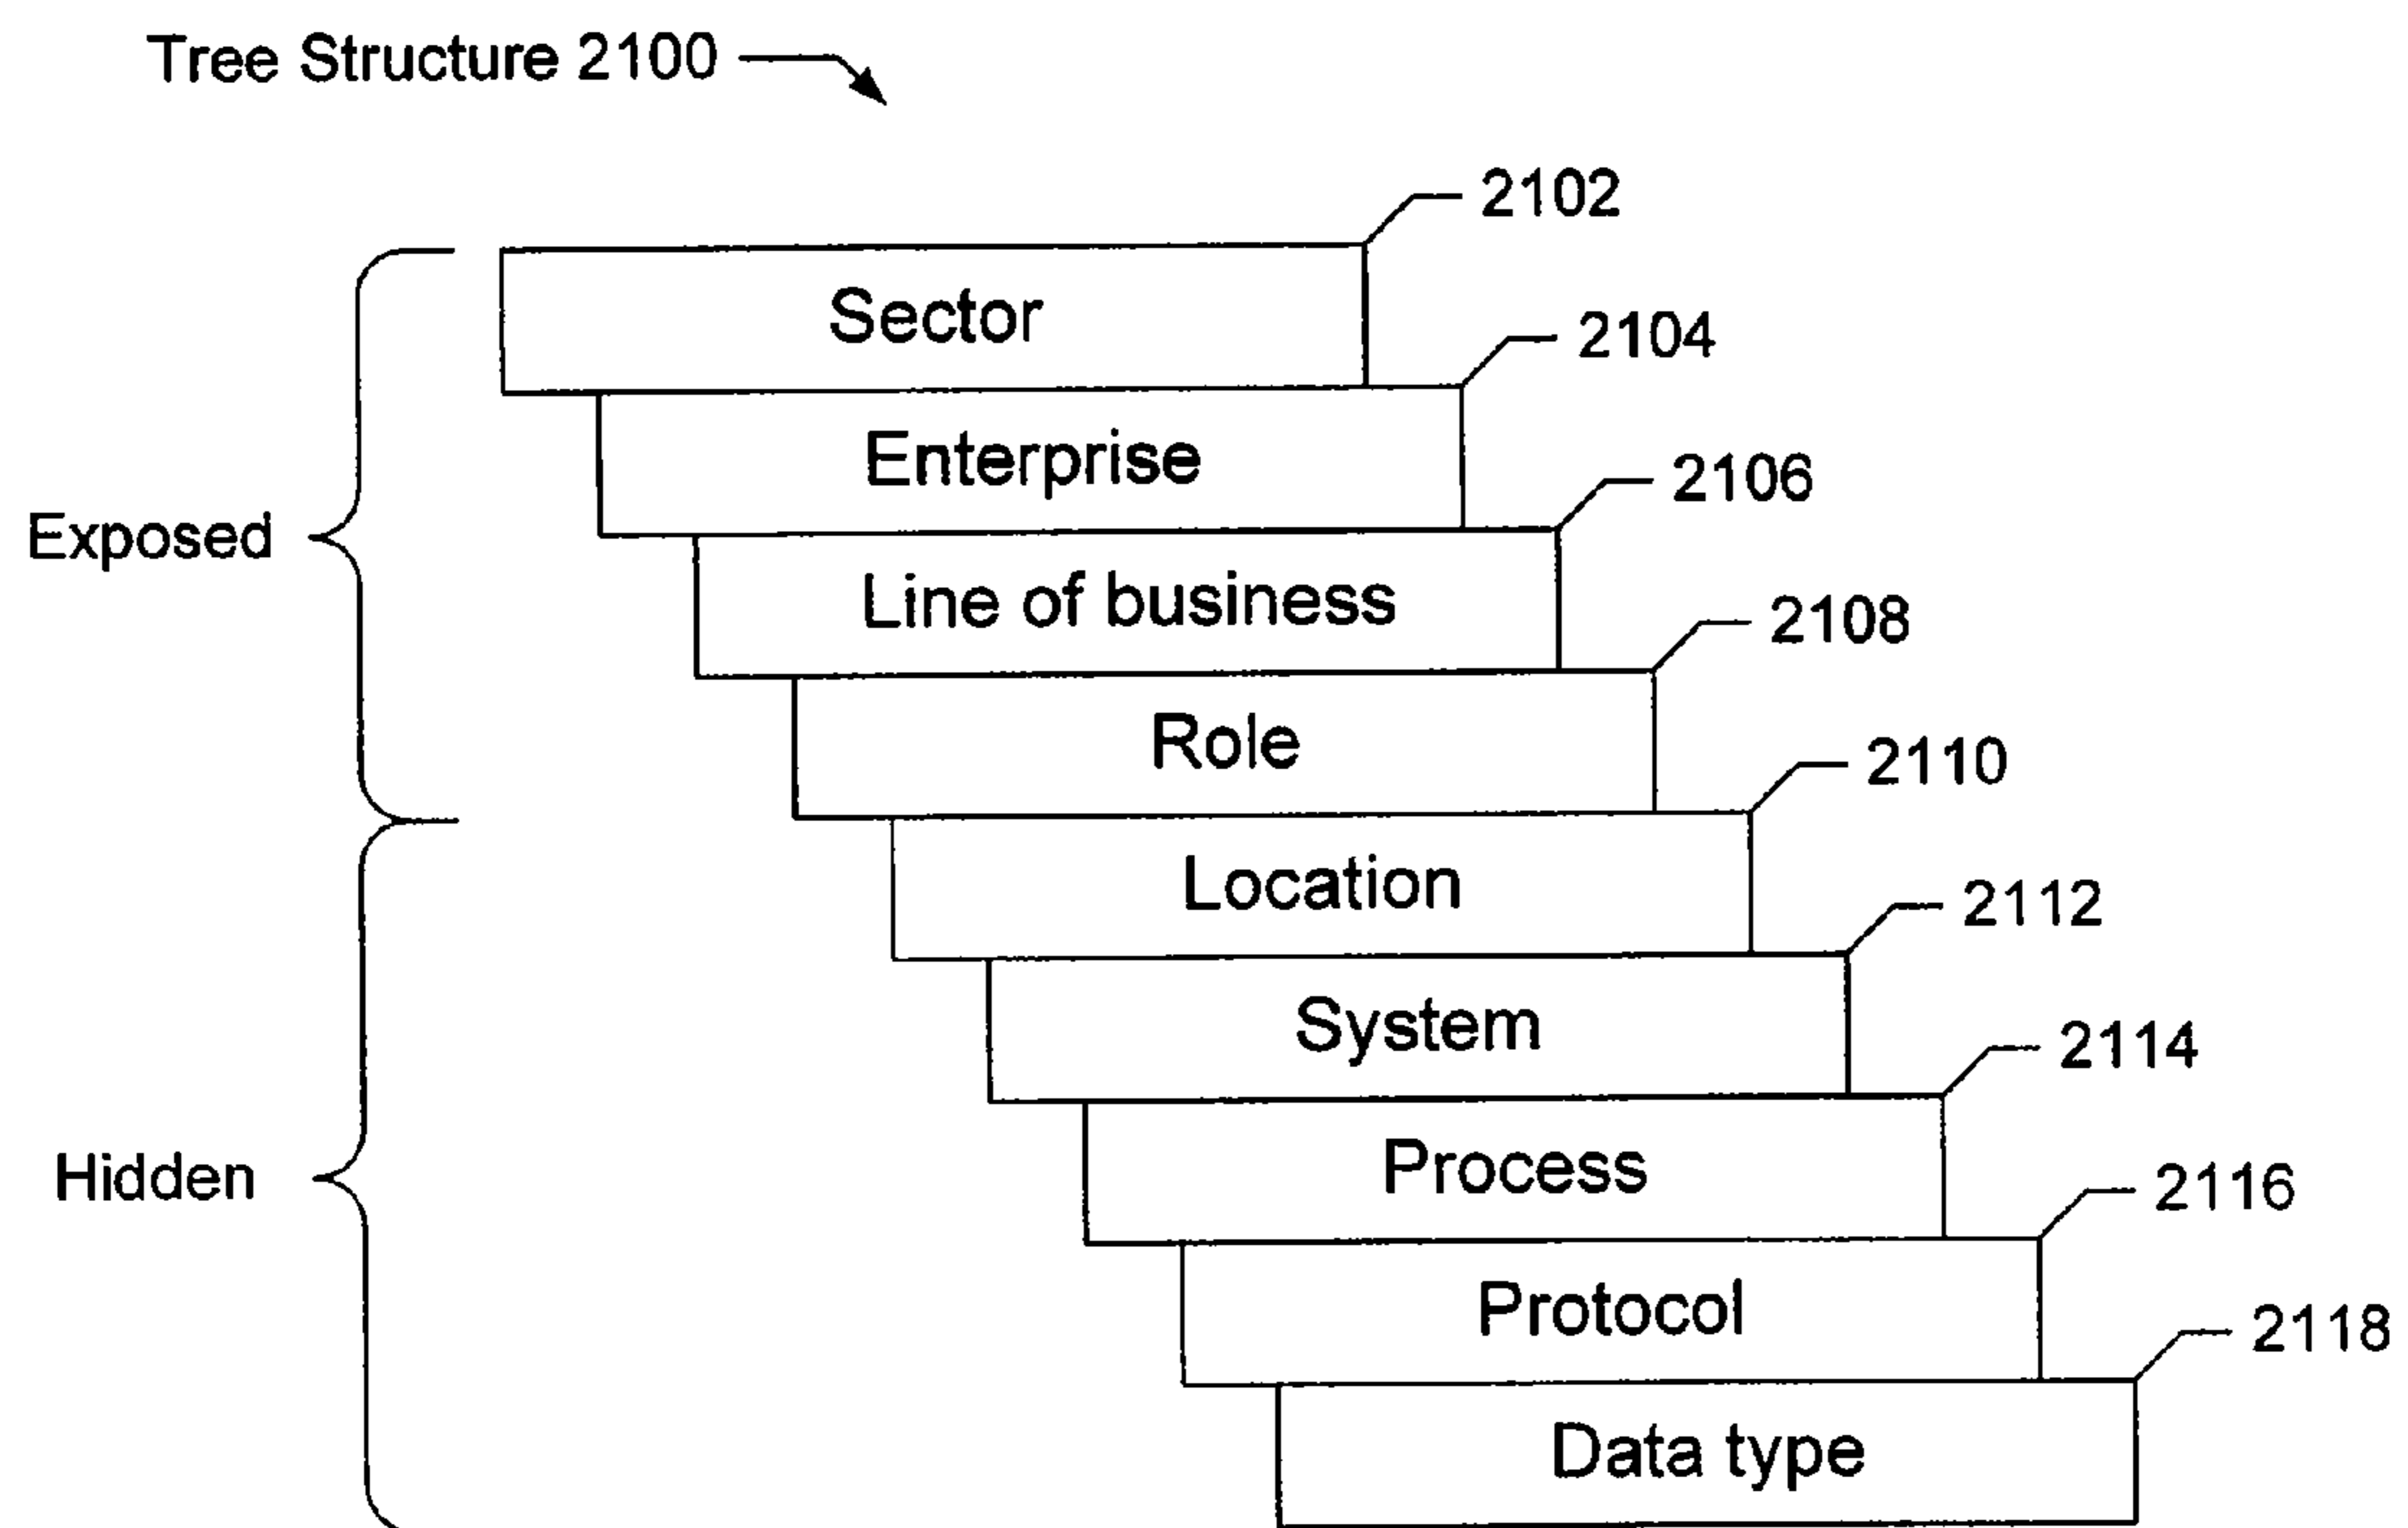 Tree Structure 2100
2102
Sector
2104
Enterprise
2106
Exposed
Line of business
2108
Role
2110
Location
2112
System
2114
Hidden
Process
2116
Protocol
2118
Data type